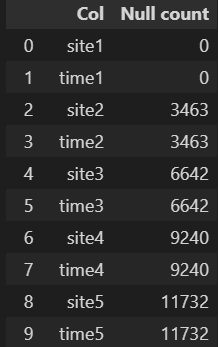 Col Null count
0 site1 0
1 time1 0
2 site2 3463
3 time2 3463
4 site3 6642
5 time3 6642
6 site4 9240
7 time4 9240
8 site5 11732
9 time5 11732